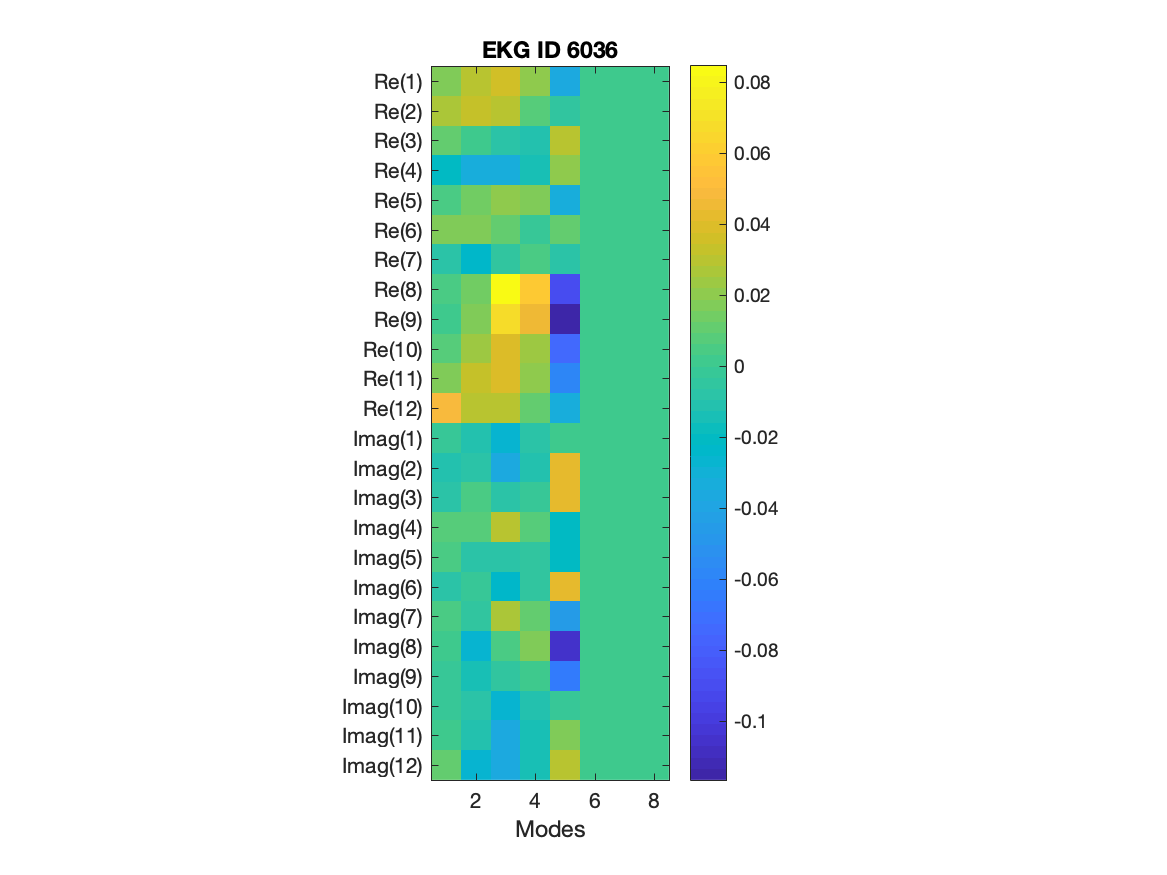 EKG ID 6036
Re(1)
Re(2)
Re(3)
Re(4)
Re(5)
Re(6)
Re(7)
Re(8)
Re(9)
Re(10)
Re(11)
Re(12)
Imag(1)
Imag(2)
Imag(3)
Imag(4)
Imag(5)
Imag(6)
Imag(7)
Imag(8)
Imag(9)
Imag(10)
Imag(11)
Imag(12)
2 4 6 8
Modes
0.08
0.06
0.04
0.02
0
-0.02
-0.04
-0.06
-0.08
-0.1